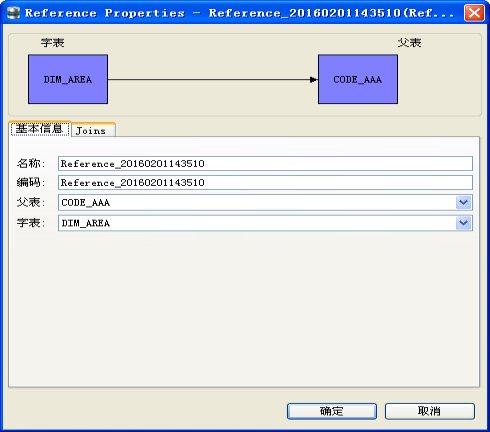 Reference Properties - Reference_20160201143510(Ref...
字表 父表
DIM_AREA CODE_AAA
基本信息 Joins
名称: Reference_20160201143510
编码: Reference_20160201143510
父表: CODE_AAA
字表: DIM_AREA
确定 取消